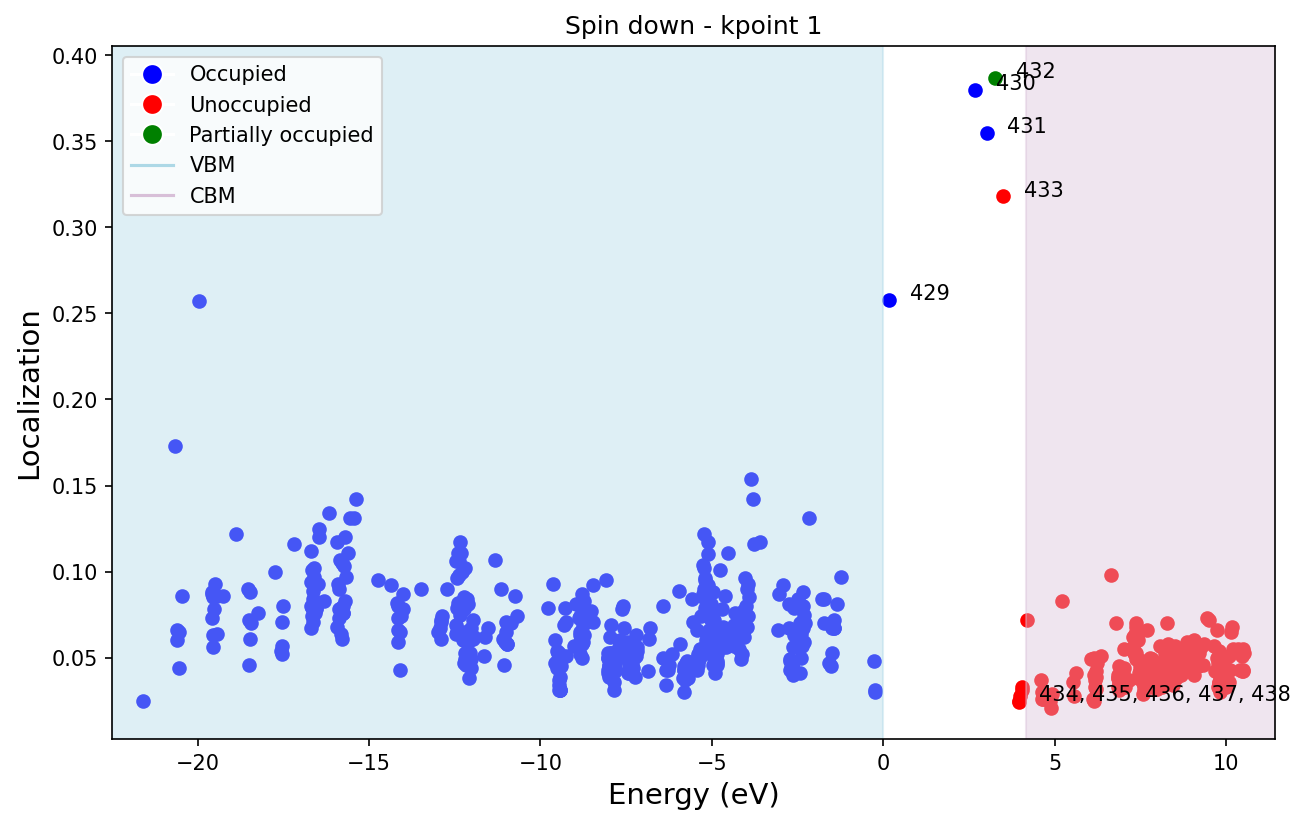 Spin down - kpoint 1
Localization
0.40
0.35
0.30
0.25
0.20
0.15
0.10
0.05
Occupied
Unoccupied
Partially occupied
VBM
CBM
432
430
431
433
429
434, 435, 436, 437, 438
−20
−15
−10
−5
0
5
10
Energy (eV)